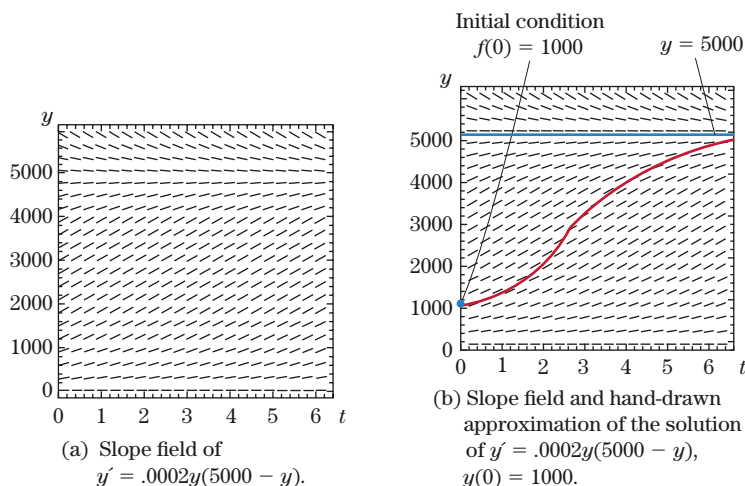 Initial condition
f(0) = 1000
y = 5000
y
5000
4000
3000
2000
1000
0
0 1 2 3 4 5 6 t
(a) Slope field of
y´ = .0002y(5000 − y).
y
5000
4000
3000
2000
1000
0
0 1 2 3 4 5 6 t
(b) Slope field and hand-drawn
approximation of the solution
of y´ = .0002y(5000 − y),
y(0) = 1000.